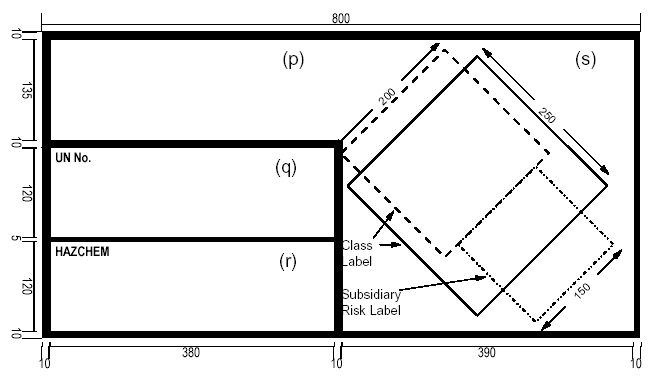 800
10
(p)
(s)
135
200
250
10
UN No.
(q)
120
5
HAZCHEM
(r)
Class
Label
120
Subsidiary
Risk Label
150
10
10
380
10
390
10